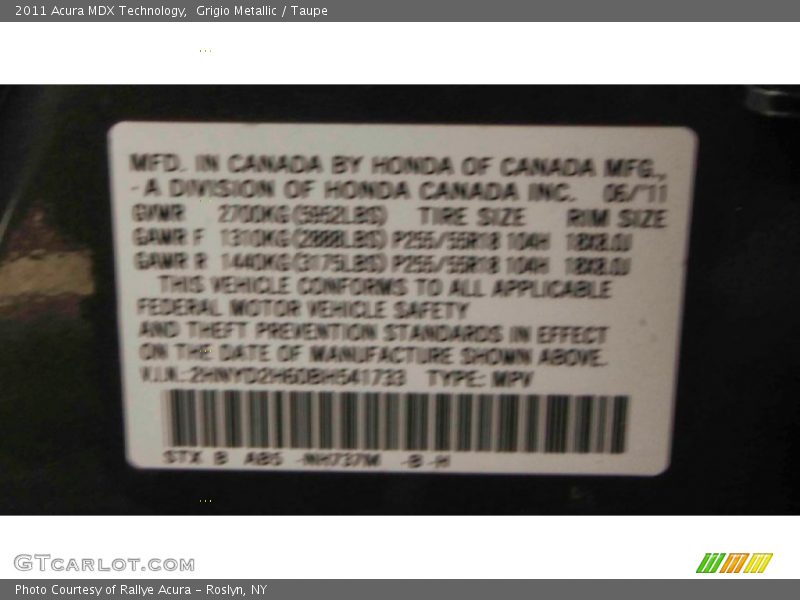 2011 Acura MDX Technology, Grigio Metallic / Taupe
MFD. IN CANADA BY HONDA OF CANADA MFG.,
- A DIVISION OF HONDA CANADA INC. 06/'11
GVWR 2700KG(5952LBS) TIRE SIZE RIM SIZE
GAWR F 1310KG(2888LBS) P255/55R18 104H 18X8.0J
GAWR R 1440KG(3175LBS) P255/55R18 104H 18X8.0J
THIS VEHICLE CONFORMS TO ALL APPLICABLE
FEDERAL MOTOR VEHICLE SAFETY
AND THEFT PREVENTION STANDARDS IN EFFECT
ON THE DATE OF MANUFACTURE SHOWN ABOVE.
V.I.N.:2HNYD2H60BH541733 TYPE: MPV
STX B ABS -NH737M -B-H
GTCARLOT.COM
Photo Courtesy of Rallye Acura - Roslyn, NY